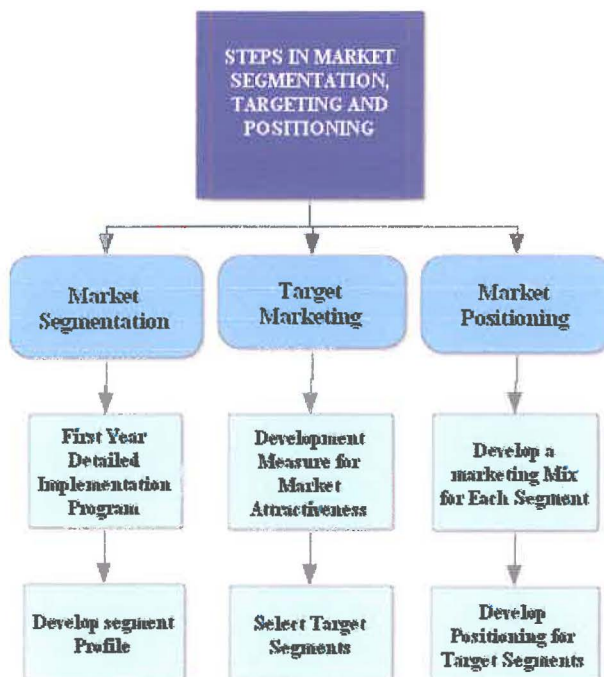 STEPS IN MARKET
SEGMENTATION,
TARGETING AND
POSITIONING
Market
Segmentation
Target
Marketing
Market
Positioning
First Year
Detailed
Implementation
Program
Development
Measure for
Market
Attractiveness
Develop a
marketing Mix
for Each Segment
Develop segment
Profile
Select Target
Segments
Develop
Positioning for
Target Segments